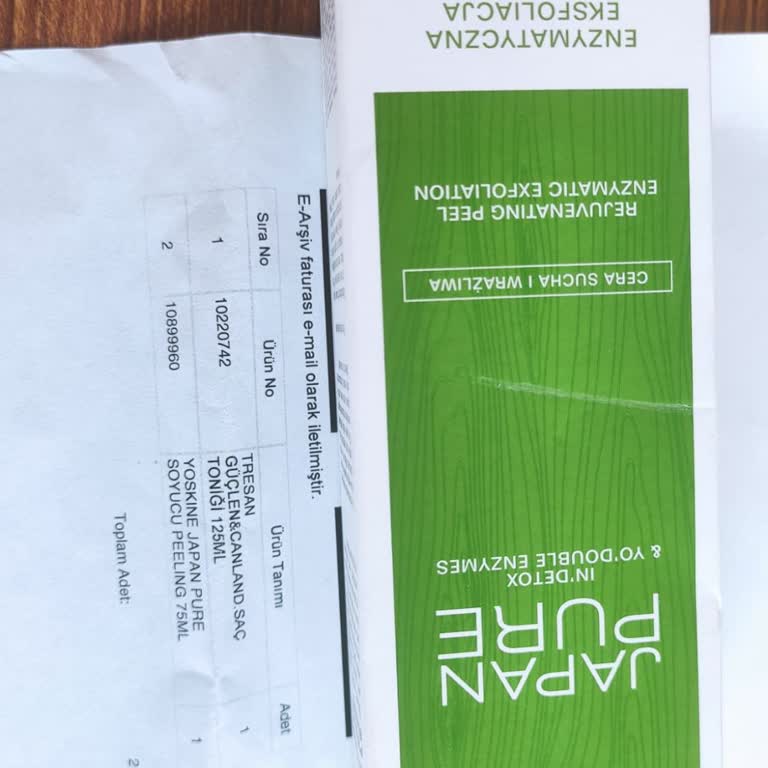 E-Arşiv faturası e-mail olarak iletilmiştir.
Sıra No Ürün No Ürün Tanımı Adet
1 10220742 TRESAN
GÜÇLEN&CANLAND.SAÇ
TONİĞİ 125ML 1
2 10899960 YOSKINE JAPAN PURE
SOYUCU PEELING 75ML 1
Toplam Adet: 2
JAPAN
PURE
IN'DETOX
& YO'DOUBLE ENZYMES
CERA SUCHA I WRAŻLIWA
REJUVENATING PEEL
ENZYMATIC EXFOLIATION
EKSFOLIACJA
ENZYMATYCZNA